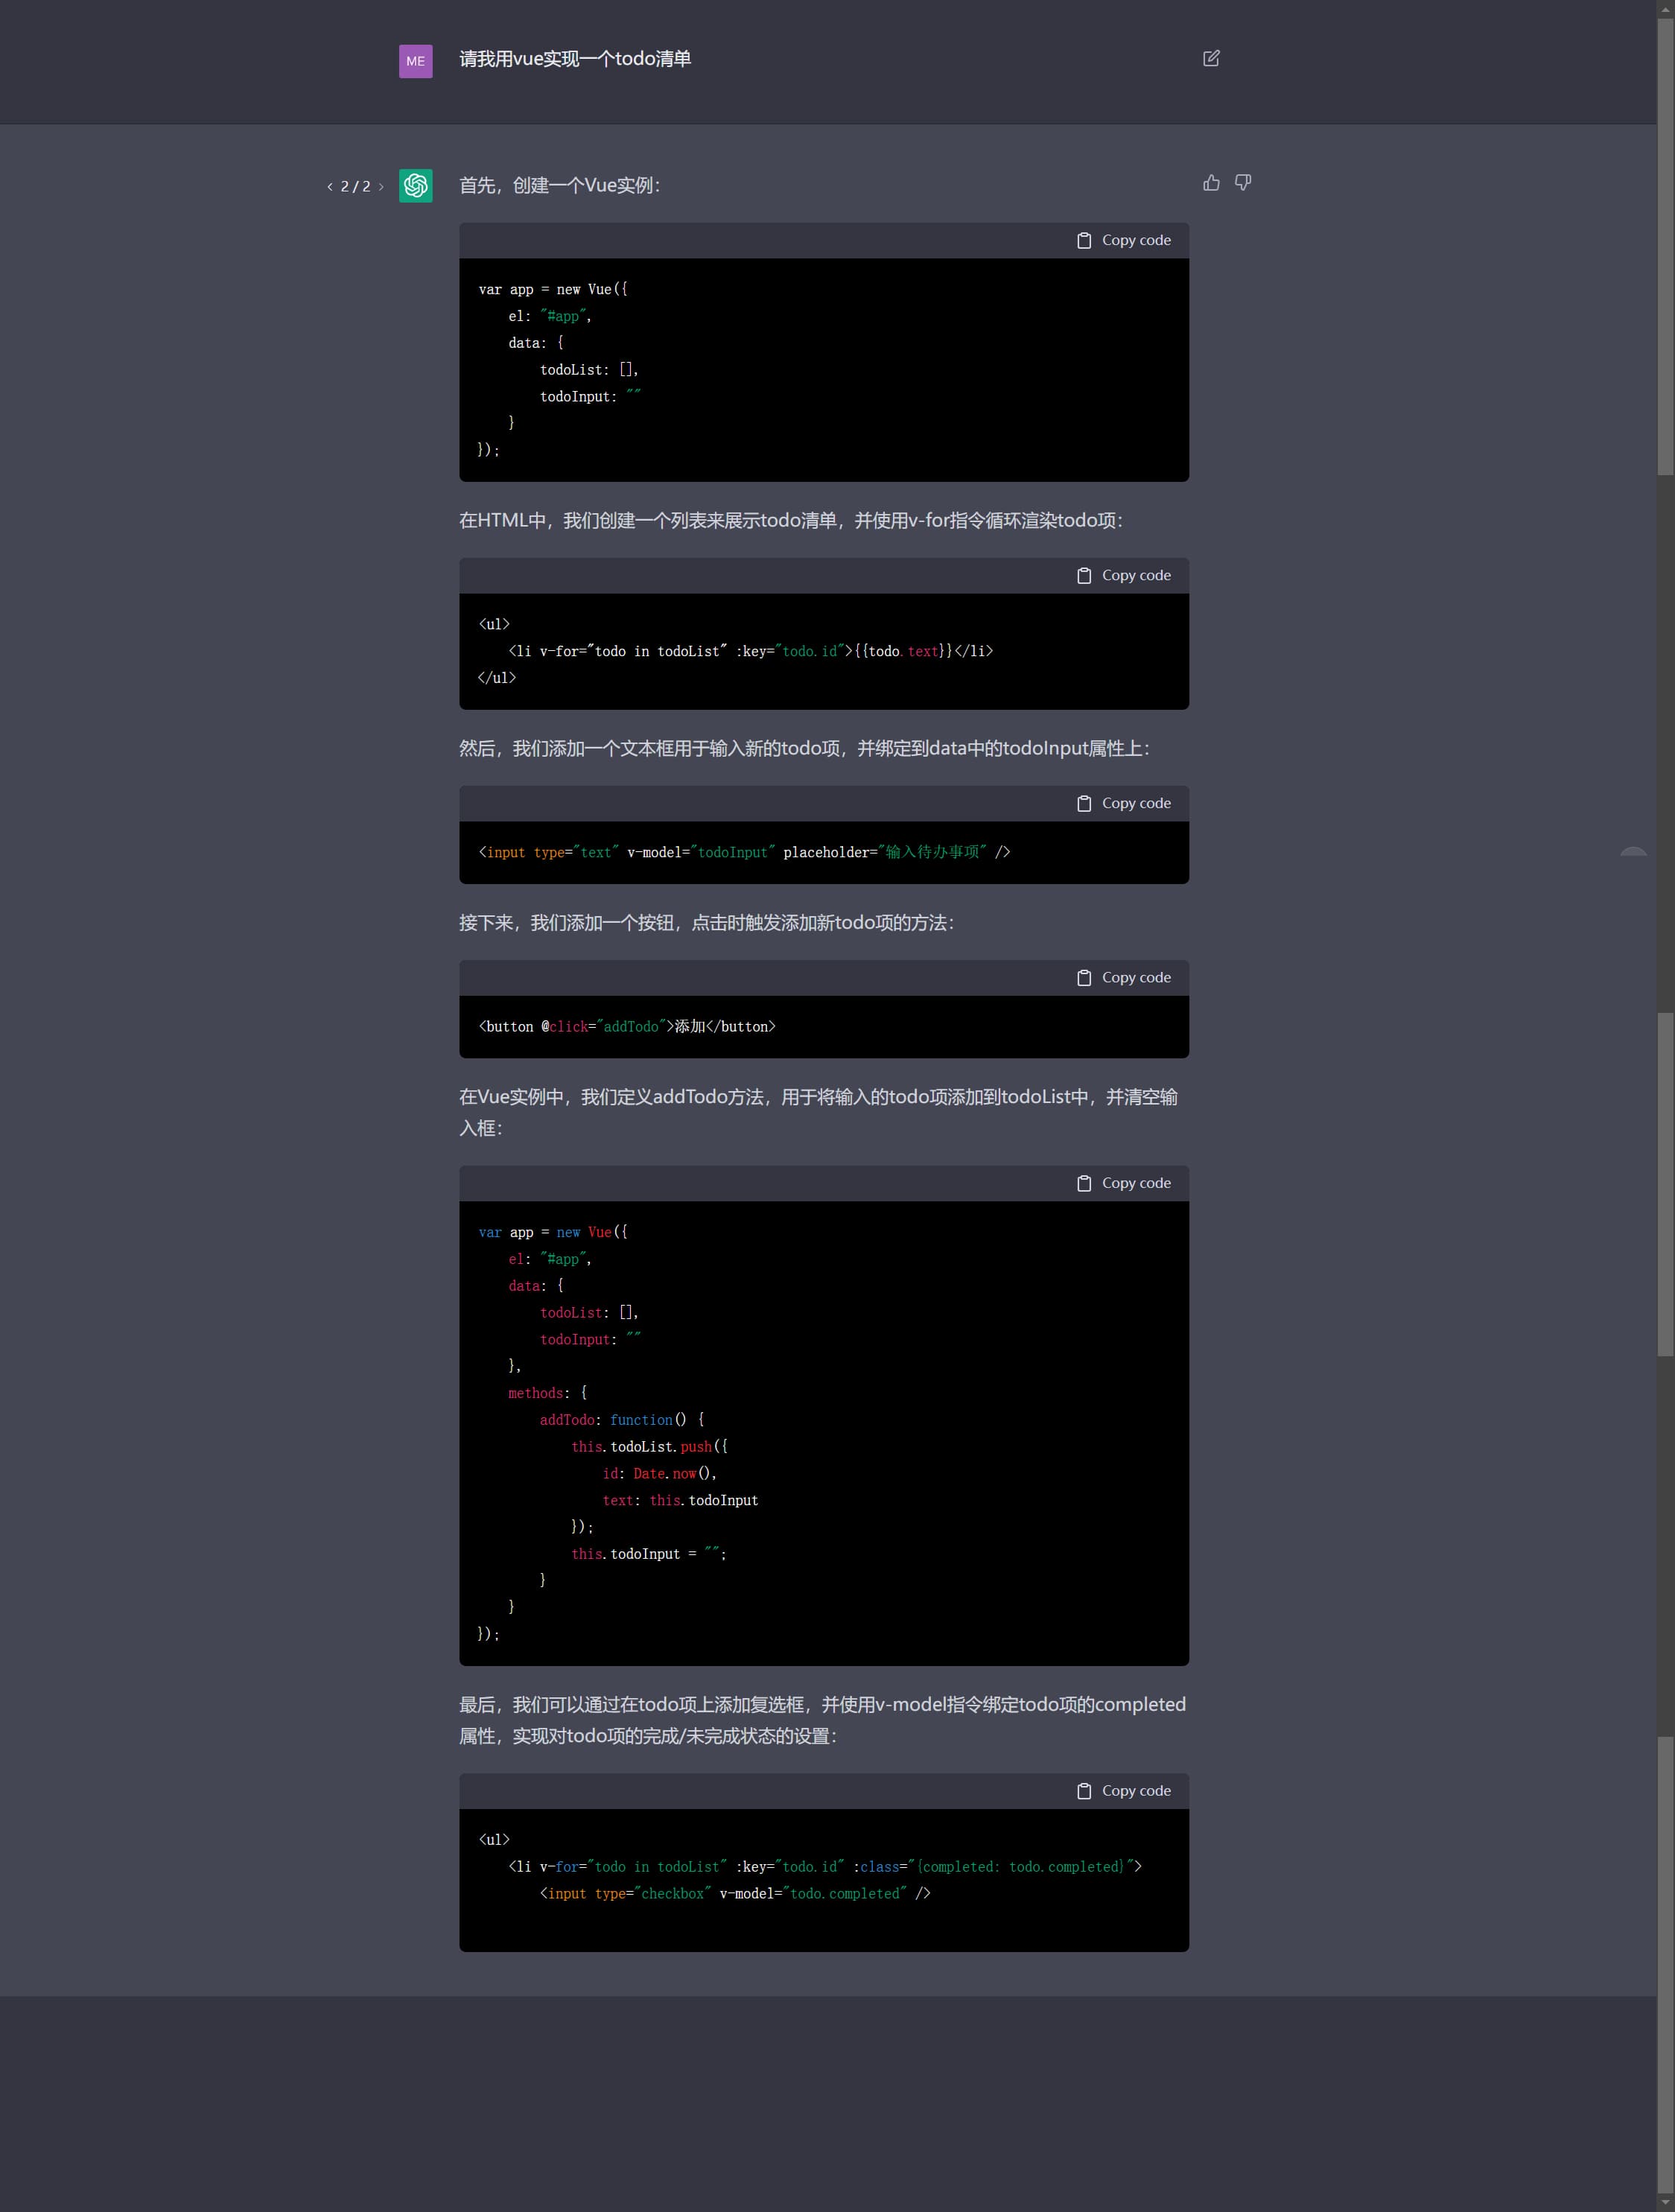 ME
请我用vue实现一个todo清单
2 / 2
首先，创建一个Vue实例：
Copy code
var app = new Vue({
    el: "#app",
    data: {
        todoList: [],
        todoInput: ""
    }
});
在HTML中，我们创建一个列表来展示todo清单，并使用v-for指令循环渲染todo项：
Copy code
<ul>
    <li v-for="todo in todoList" :key="todo.id">{{todo.text}}</li>
</ul>
然后，我们添加一个文本框用于输入新的todo项，并绑定到data中的todoInput属性上：
Copy code
<input type="text" v-model="todoInput" placeholder="输入待办事项" />
接下来，我们添加一个按钮，点击时触发添加新todo项的方法：
Copy code
<button @click="addTodo">添加</button>
在Vue实例中，我们定义addTodo方法，用于将输入的todo项添加到todoList中，并清空输
入框：
Copy code
var app = new Vue({
    el: "#app",
    data: {
        todoList: [],
        todoInput: ""
    },
    methods: {
        addTodo: function() {
            this.todoList.push({
                id: Date.now(),
                text: this.todoInput
            });
            this.todoInput = "";
        }
    }
});
最后，我们可以通过在todo项上添加复选框，并使用v-model指令绑定todo项的completed
属性，实现对todo项的完成/未完成状态的设置：
Copy code
<ul>
    <li v-for="todo in todoList" :key="todo.id" :class="{completed: todo.completed}">
        <input type="checkbox" v-model="todo.completed" />